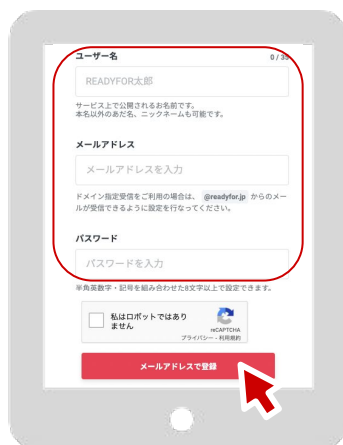 ユーザー名
0 / 35
READYFOR太郎
サービス上で公開されるお名前です。
本名以外のあだ名、ニックネームも可能です。
メールアドレス
メールアドレスを入力
ドメイン指定受信をご利用の場合は、 @readyfor.jp からのメー
ルが受信できるように設定を行なってください。
パスワード
パスワードを入力
半角英数字・記号を組み合わせた8文字以上で設定できます。
私はロボットではあり
ません
reCAPTCHA
プライバシー - 利用規約
メールアドレスで登録